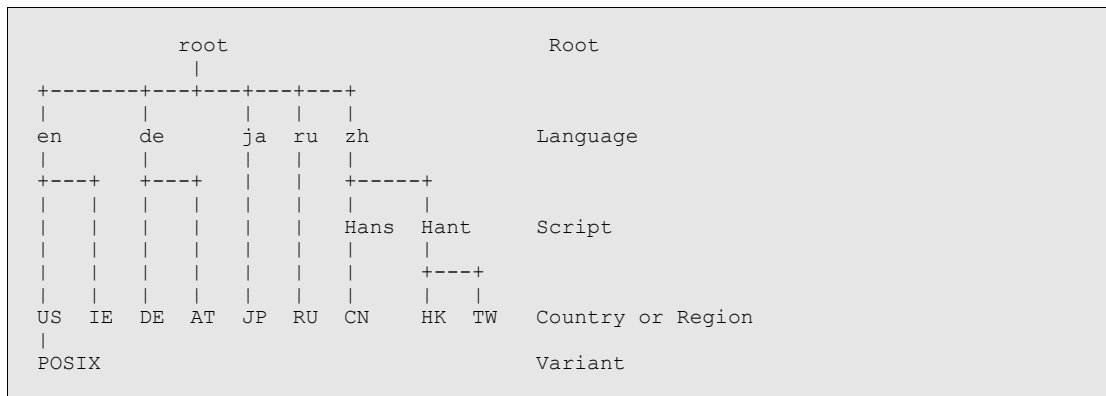 root Root
|
+-------+---+---+---+---+
| | | | |
en de ja ru zh Language
| | | | |
+---+ +---+ | | +-----+
| | | | | | | |
| | | | | | Hans Hant Script
| | | | | | | |
| | | | | | | +---+
| | | | | | | | |
US IE DE AT JP RU CN HK TW Country or Region
|
POSIX Variant